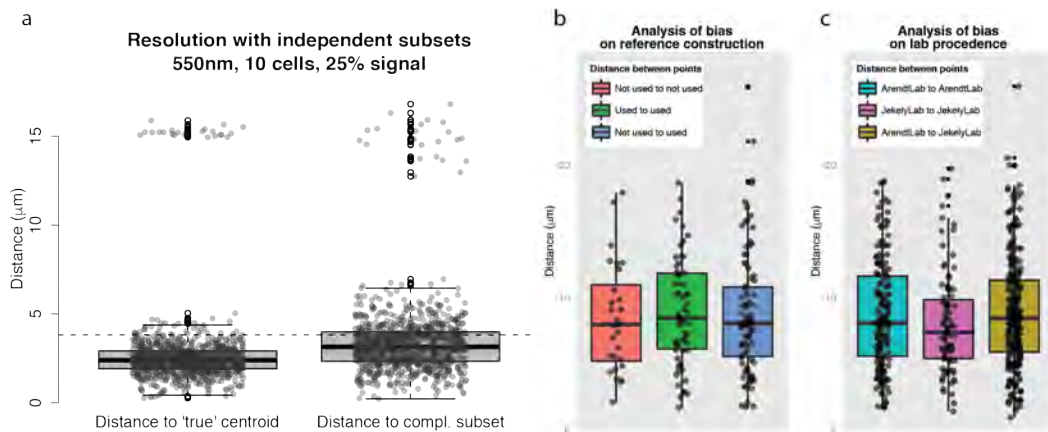 a
Resolution with independent subsets
550nm, 10 cells, 25% signal
Distance (μm)
15
10
5
0
Distance to 'true' centroid
Distance to compl. subset
b
Analysis of bias
on reference construction
Distance between points
Not used to not used
Used to used
Not used to used
Distance (μm)
c
Analysis of bias
on lab procedence
Distance between points
ArendtLab to ArendtLab
JekelyLab to JekelyLab
ArendtLab to JekelyLab
Distance (μm)